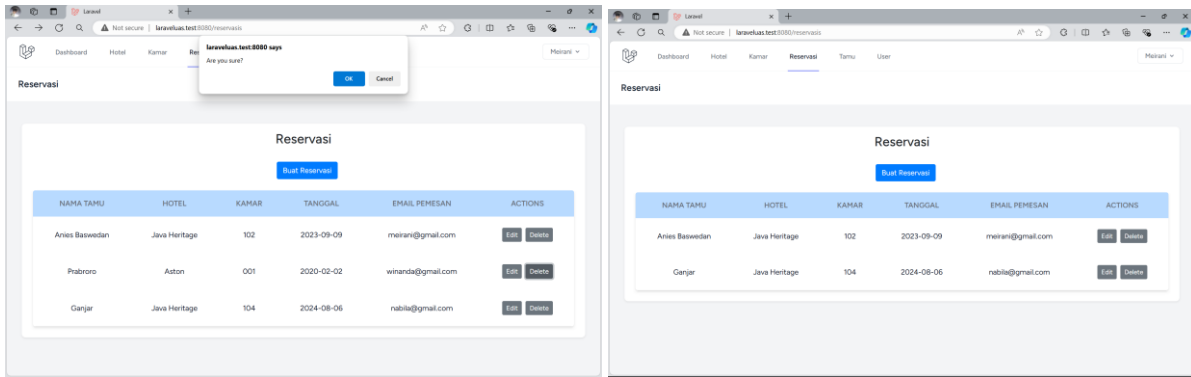 Laravel
Not secure | laraveluas.test:8080/reservasis
laraveluas.test:8080 says
Are you sure?
OK Cancel
Dashboard Hotel Kamar Res Meirani
Reservasi
Reservasi
Buat Reservasi
NAMA TAMU HOTEL KAMAR TANGGAL EMAIL PEMESAN ACTIONS
Anies Baswedan Java Heritage 102 2023-09-09 meirani@gmail.com Edit Delete
Prabroro Aston 001 2020-02-02 winanda@gmail.com Edit Delete
Ganjar Java Heritage 104 2024-08-06 nabila@gmail.com Edit Delete
Laravel
Not secure | laraveluas.test:8080/reservasis
Dashboard Hotel Kamar Reservasi Tamu User Meirani
Reservasi
Reservasi
Buat Reservasi
NAMA TAMU HOTEL KAMAR TANGGAL EMAIL PEMESAN ACTIONS
Anies Baswedan Java Heritage 102 2023-09-09 meirani@gmail.com Edit Delete
Ganjar Java Heritage 104 2024-08-06 nabila@gmail.com Edit Delete